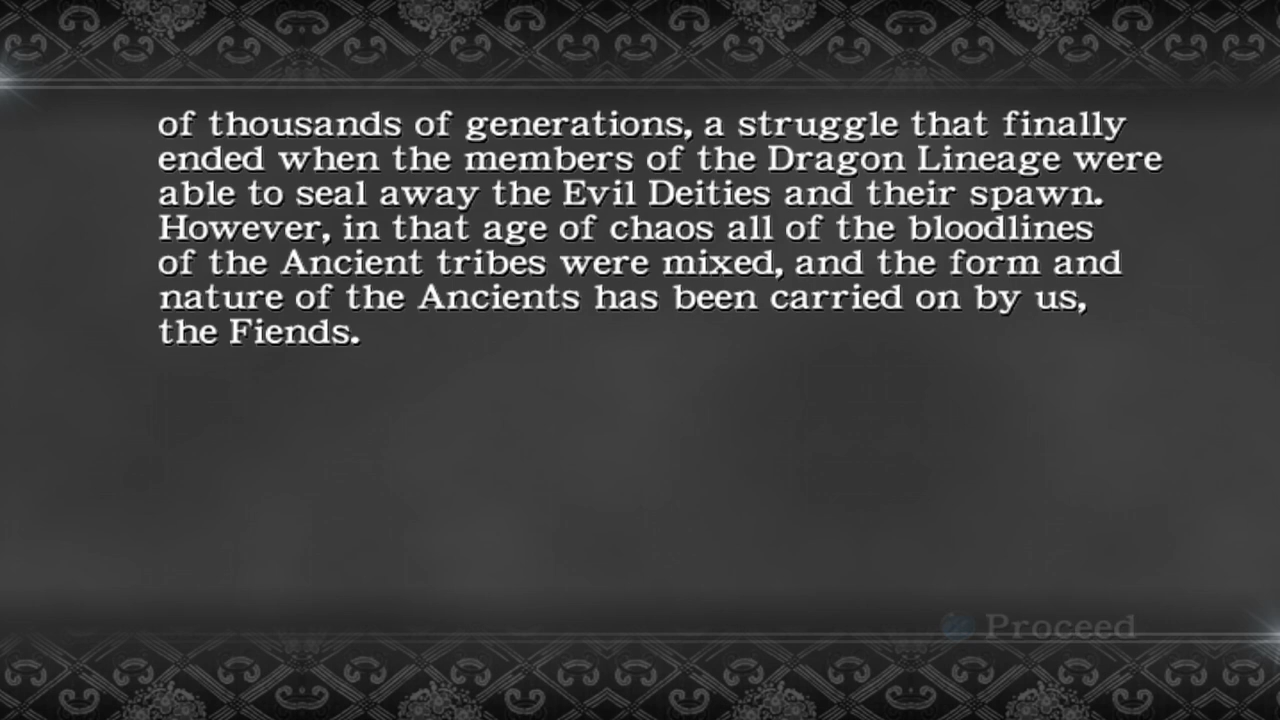 of thousands of generations, a struggle that finally
ended when the members of the Dragon Lineage were
able to seal away the Evil Deities and their spawn.
However, in that age of chaos all of the bloodlines
of the Ancient tribes were mixed, and the form and
nature of the Ancients has been carried on by us,
the Fiends.
Proceed